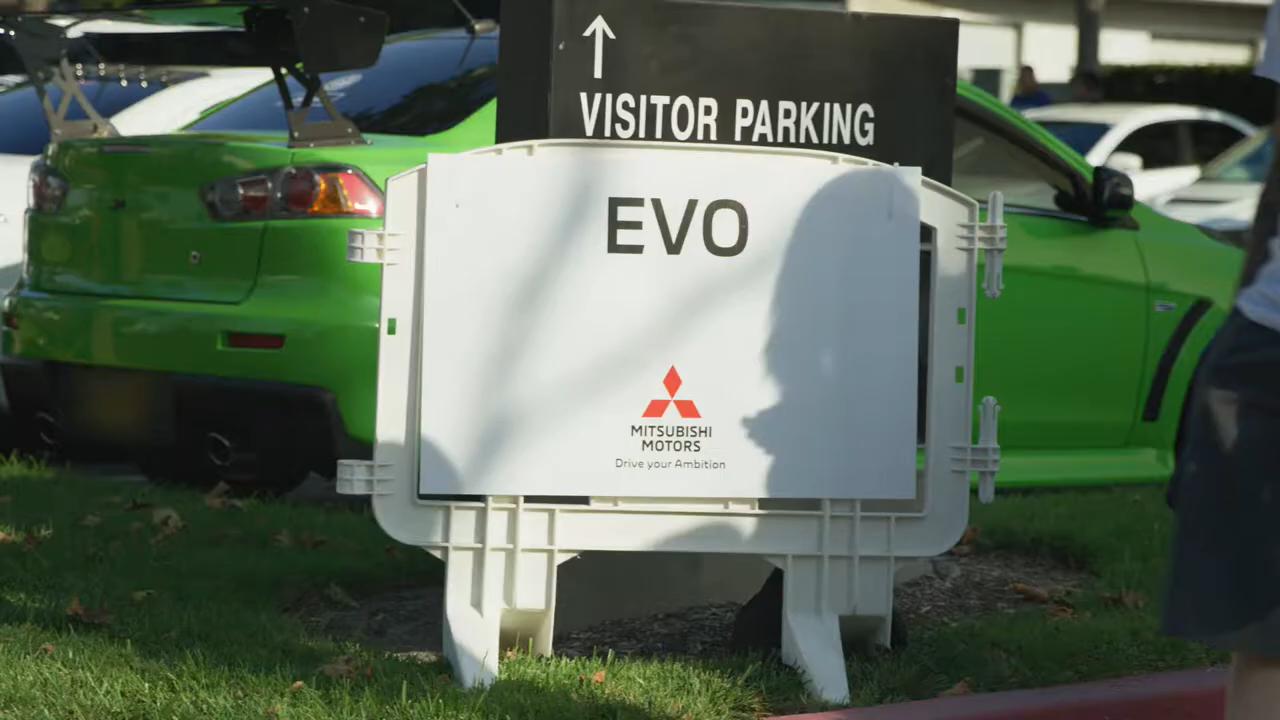 ↑
VISITOR PARKING
EVO
MITSUBISHI
MOTORS
Drive your Ambition